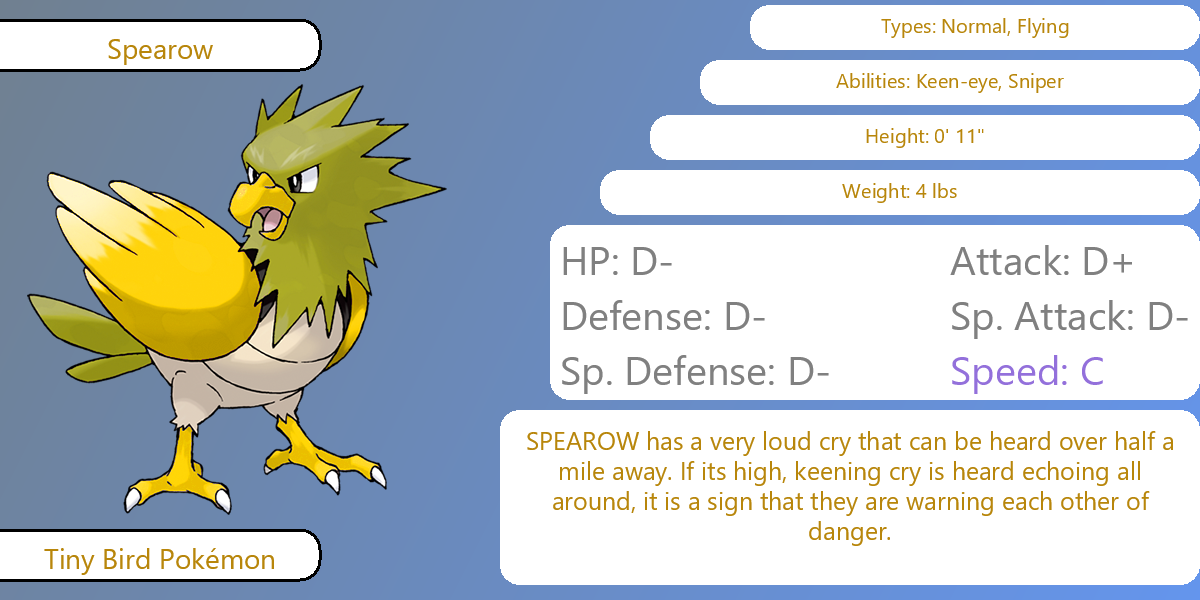 Spearow
Types: Normal, Flying
Abilities: Keen-eye, Sniper
Height: 0' 11"
Weight: 4 lbs
HP: D-
Attack: D+
Defense: D-
Sp. Attack: D-
Sp. Defense: D-
Speed: C
SPEAROW has a very loud cry that can be heard over half a
mile away. If its high, keening cry is heard echoing all
around, it is a sign that they are warning each other of
danger.
Tiny Bird Pokémon